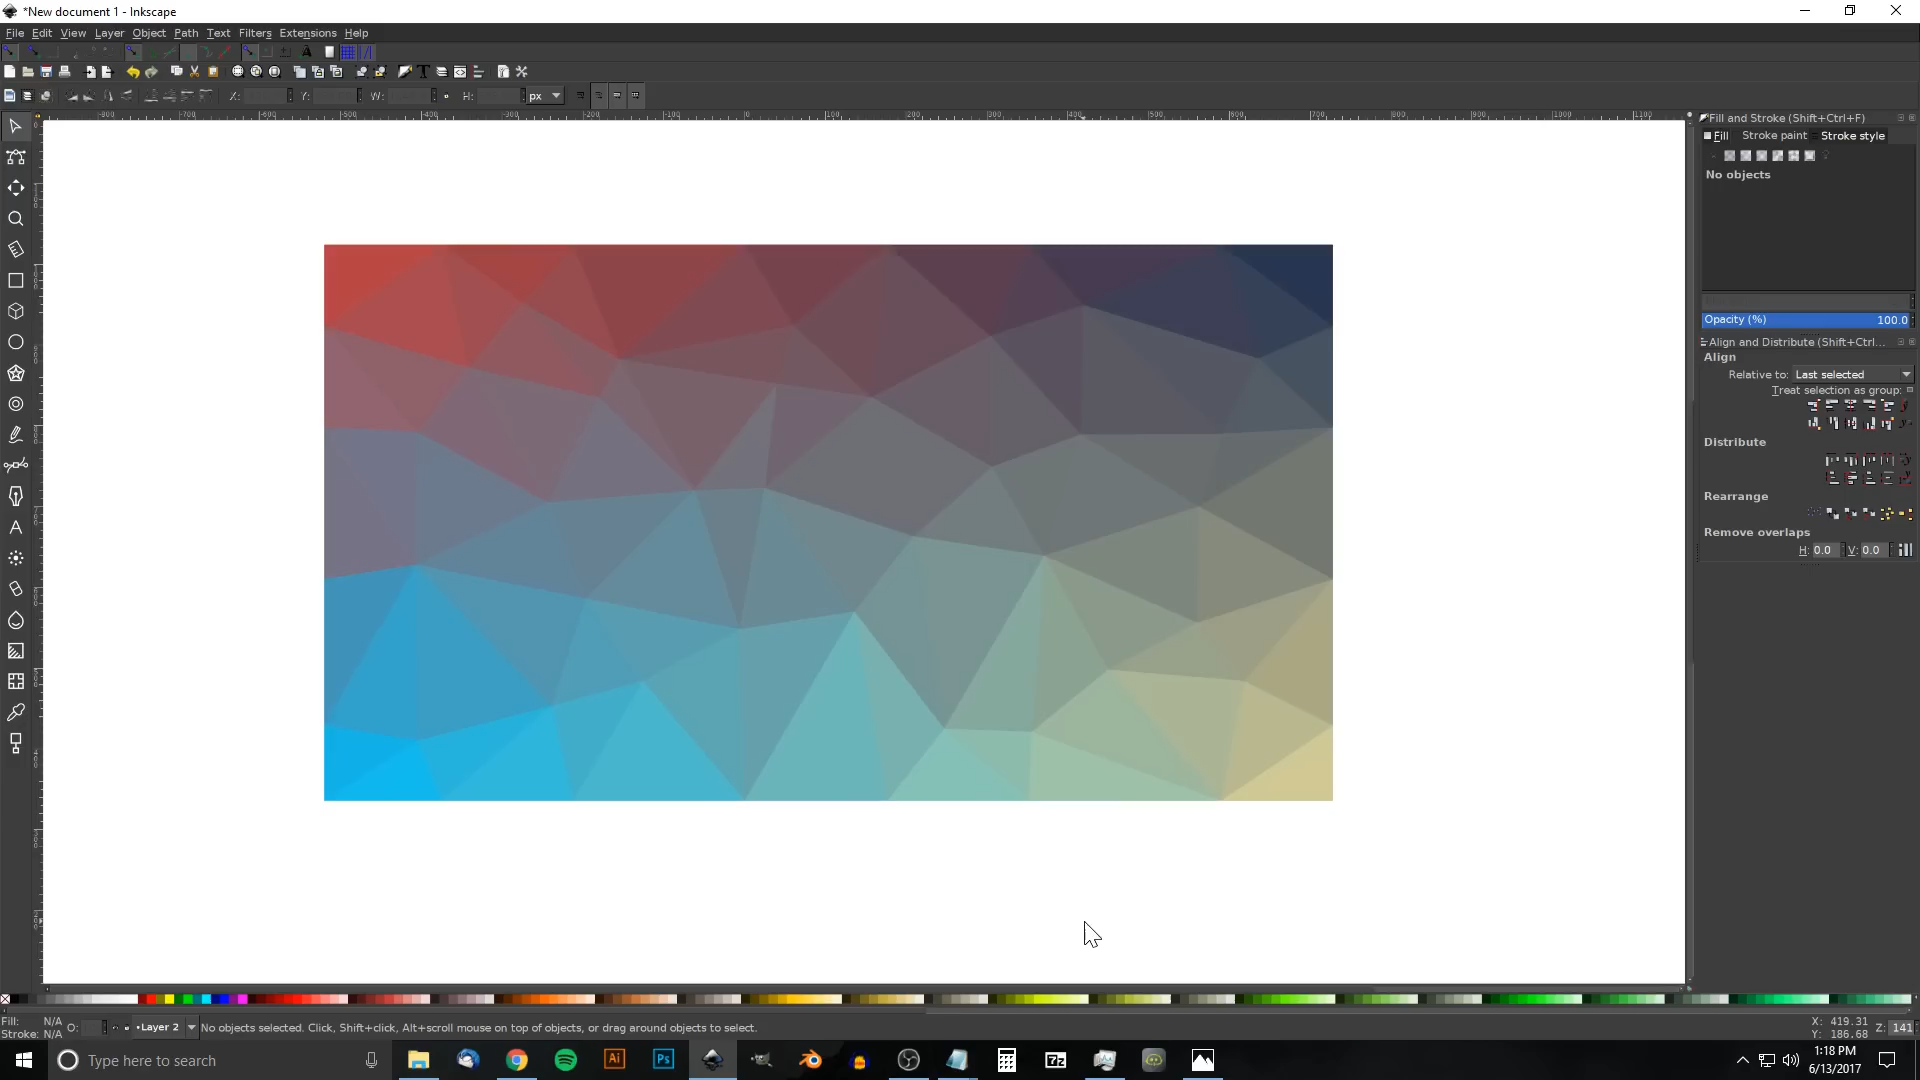 *New document 1 - Inkscape
File Edit View Layer Object Path Text Filters Extensions Help
X: Y: W: H: px
Fill and Stroke (Shift+Ctrl+F)
Fill Stroke paint Stroke style
No objects
Opacity (%) 100.0
Align and Distribute (Shift+Ctrl...
Align
Relative to: Last selected
Treat selection as group:
Distribute
Rearrange
Remove overlaps
H: 0.0 V: 0.0
Fill: N/A O: •Layer 2 No objects selected. Click, Shift+click, Alt+scroll mouse on top of objects, or drag around objects to select.
Stroke: N/A
X: 419.31 Z: 141
Y: 186.68
Type here to search
Ai Ps 7z
1:18 PM
6/13/2017